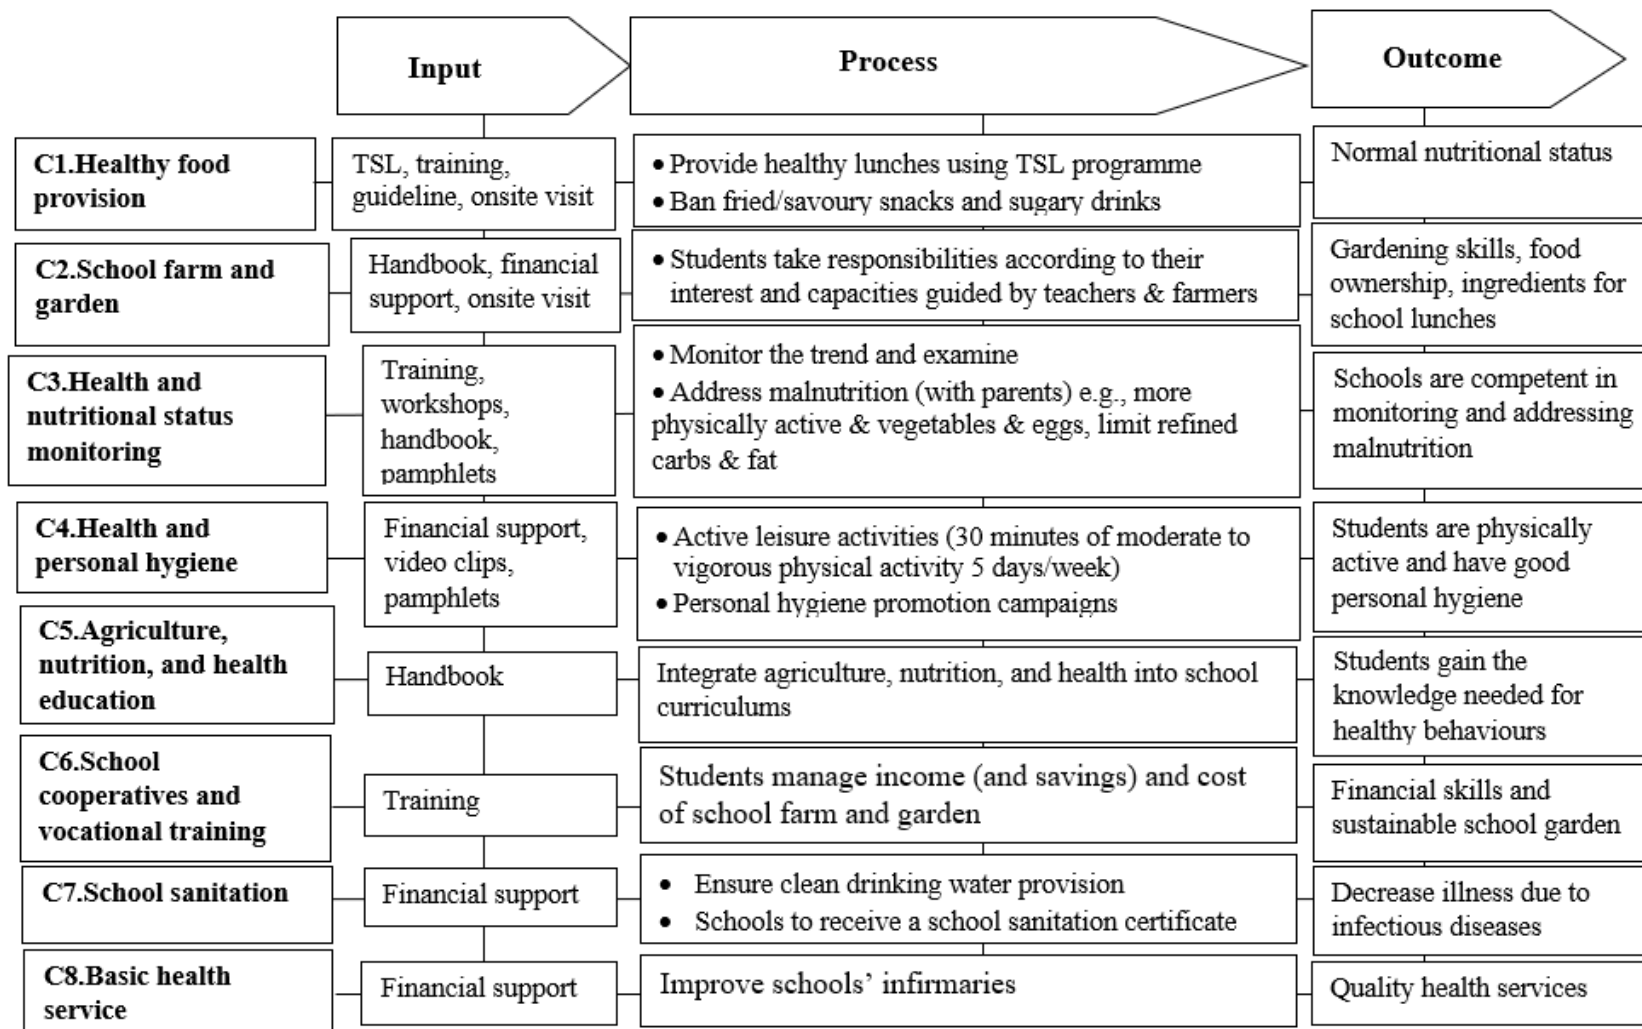 Input
Process
Outcome
C1.Healthy food
provision
TSL, training,
guideline, onsite visit
• Provide healthy lunches using TSL programme
• Ban fried/savoury snacks and sugary drinks
Normal nutritional status
C2.School farm and
garden
Handbook, financial
support, onsite visit
• Students take responsibilities according to their
interest and capacities guided by teachers & farmers
Gardening skills, food
ownership, ingredients for
school lunches
C3.Health and
nutritional status
monitoring
Training,
workshops,
handbook,
pamphlets
• Monitor the trend and examine
• Address malnutrition (with parents) e.g., more
physically active & vegetables & eggs, limit refined
carbs & fat
Schools are competent in
monitoring and addressing
malnutrition
C4.Health and
personal hygiene
Financial support,
video clips,
pamphlets
• Active leisure activities (30 minutes of moderate to
vigorous physical activity 5 days/week)
• Personal hygiene promotion campaigns
Students are physically
active and have good
personal hygiene
C5.Agriculture,
nutrition, and health
education
Handbook
Integrate agriculture, nutrition, and health into school
curriculums
Students gain the
knowledge needed for
healthy behaviours
C6.School
cooperatives and
vocational training
Training
Students manage income (and savings) and cost
of school farm and garden
Financial skills and
sustainable school garden
C7.School sanitation
Financial support
• Ensure clean drinking water provision
• Schools to receive a school sanitation certificate
Decrease illness due to
infectious diseases
C8.Basic health
service
Financial support
Improve schools' infirmaries
Quality health services